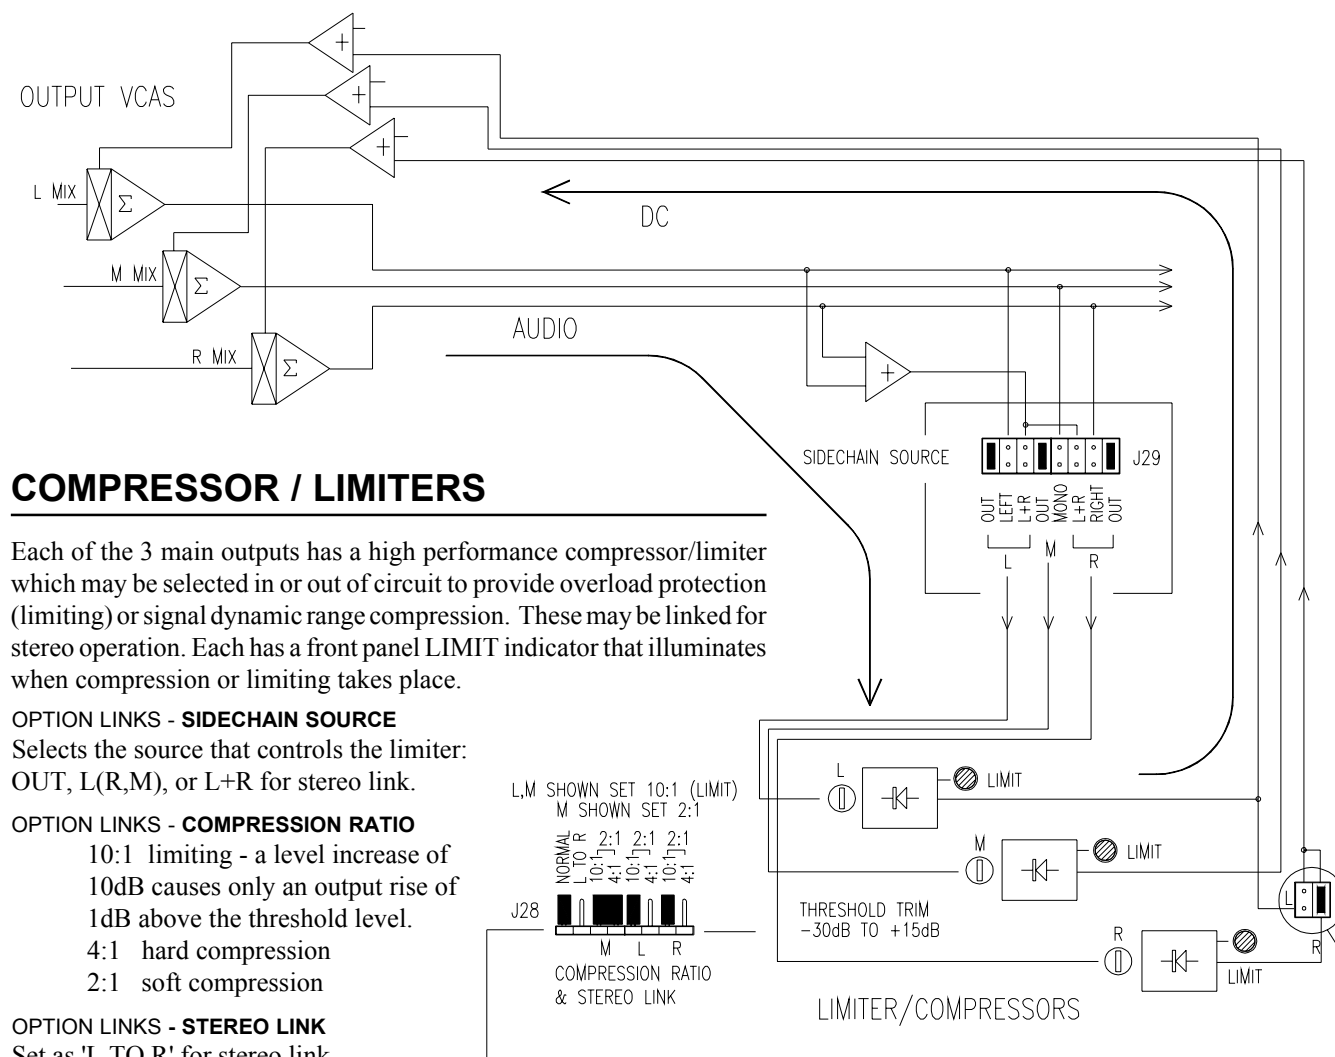 OUTPUT VCAS
L MIX
Σ
M MIX
Σ
R MIX
Σ
+
+
+
DC
AUDIO
+
SIDECHAIN SOURCE
J29
OUT
LEFT
L+R
OUT
MONO
L+R
RIGHT
OUT
L
M
R
COMPRESSOR / LIMITERS
Each of the 3 main outputs has a high performance compressor/limiter
which may be selected in or out of circuit to provide overload protection
(limiting) or signal dynamic range compression. These may be linked for
stereo operation. Each has a front panel LIMIT indicator that illuminates
when compression or limiting takes place.
OPTION LINKS - SIDECHAIN SOURCE
Selects the source that controls the limiter:
OUT, L(R,M), or L+R for stereo link.
OPTION LINKS - COMPRESSION RATIO
10:1 limiting - a level increase of
10dB causes only an output rise of
1dB above the threshold level.
4:1 hard compression
2:1 soft compression
OPTION LINKS - STEREO LINK
Set as 'L TO R' for stereo link
L,M SHOWN SET 10:1 (LIMIT)
M SHOWN SET 2:1
NORMAL
L TO R
10:1
2:1
4:1
10:1
2:1
4:1
10:1
2:1
4:1
J28
M L R
COMPRESSION RATIO
& STEREO LINK
L
LIMIT
M
LIMIT
THRESHOLD TRIM
-30dB TO +15dB
R
LIMIT
L
R
LIMITER/COMPRESSORS